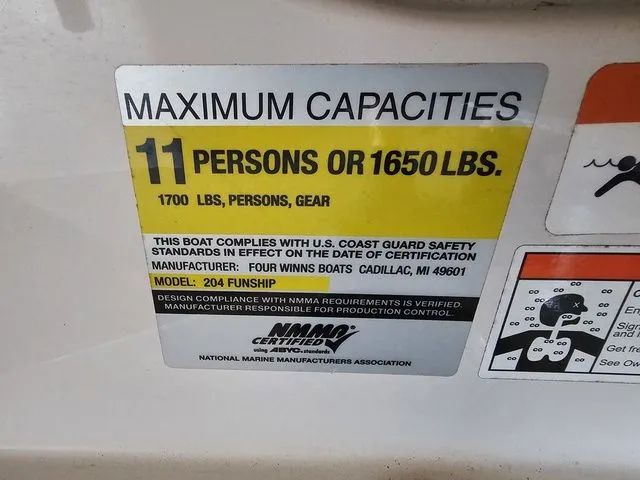 MAXIMUM CAPACITIES
11 PERSONS OR 1650 LBS.
1700 LBS, PERSONS, GEAR
THIS BOAT COMPLIES WITH U.S. COAST GUARD SAFETY
STANDARDS IN EFFECT ON THE DATE OF CERTIFICATION
MANUFACTURER: FOUR WINNS BOATS CADILLAC, MI 49601
MODEL: 204 FUNSHIP
DESIGN COMPLIANCE WITH NMMA REQUIREMENTS IS VERIFIED.
MANUFACTURER RESPONSIBLE FOR PRODUCTION CONTROL.
NMMA
CERTIFIED
using ABYC standards
NATIONAL MARINE MANUFACTURERS ASSOCIATION
and
Get
See